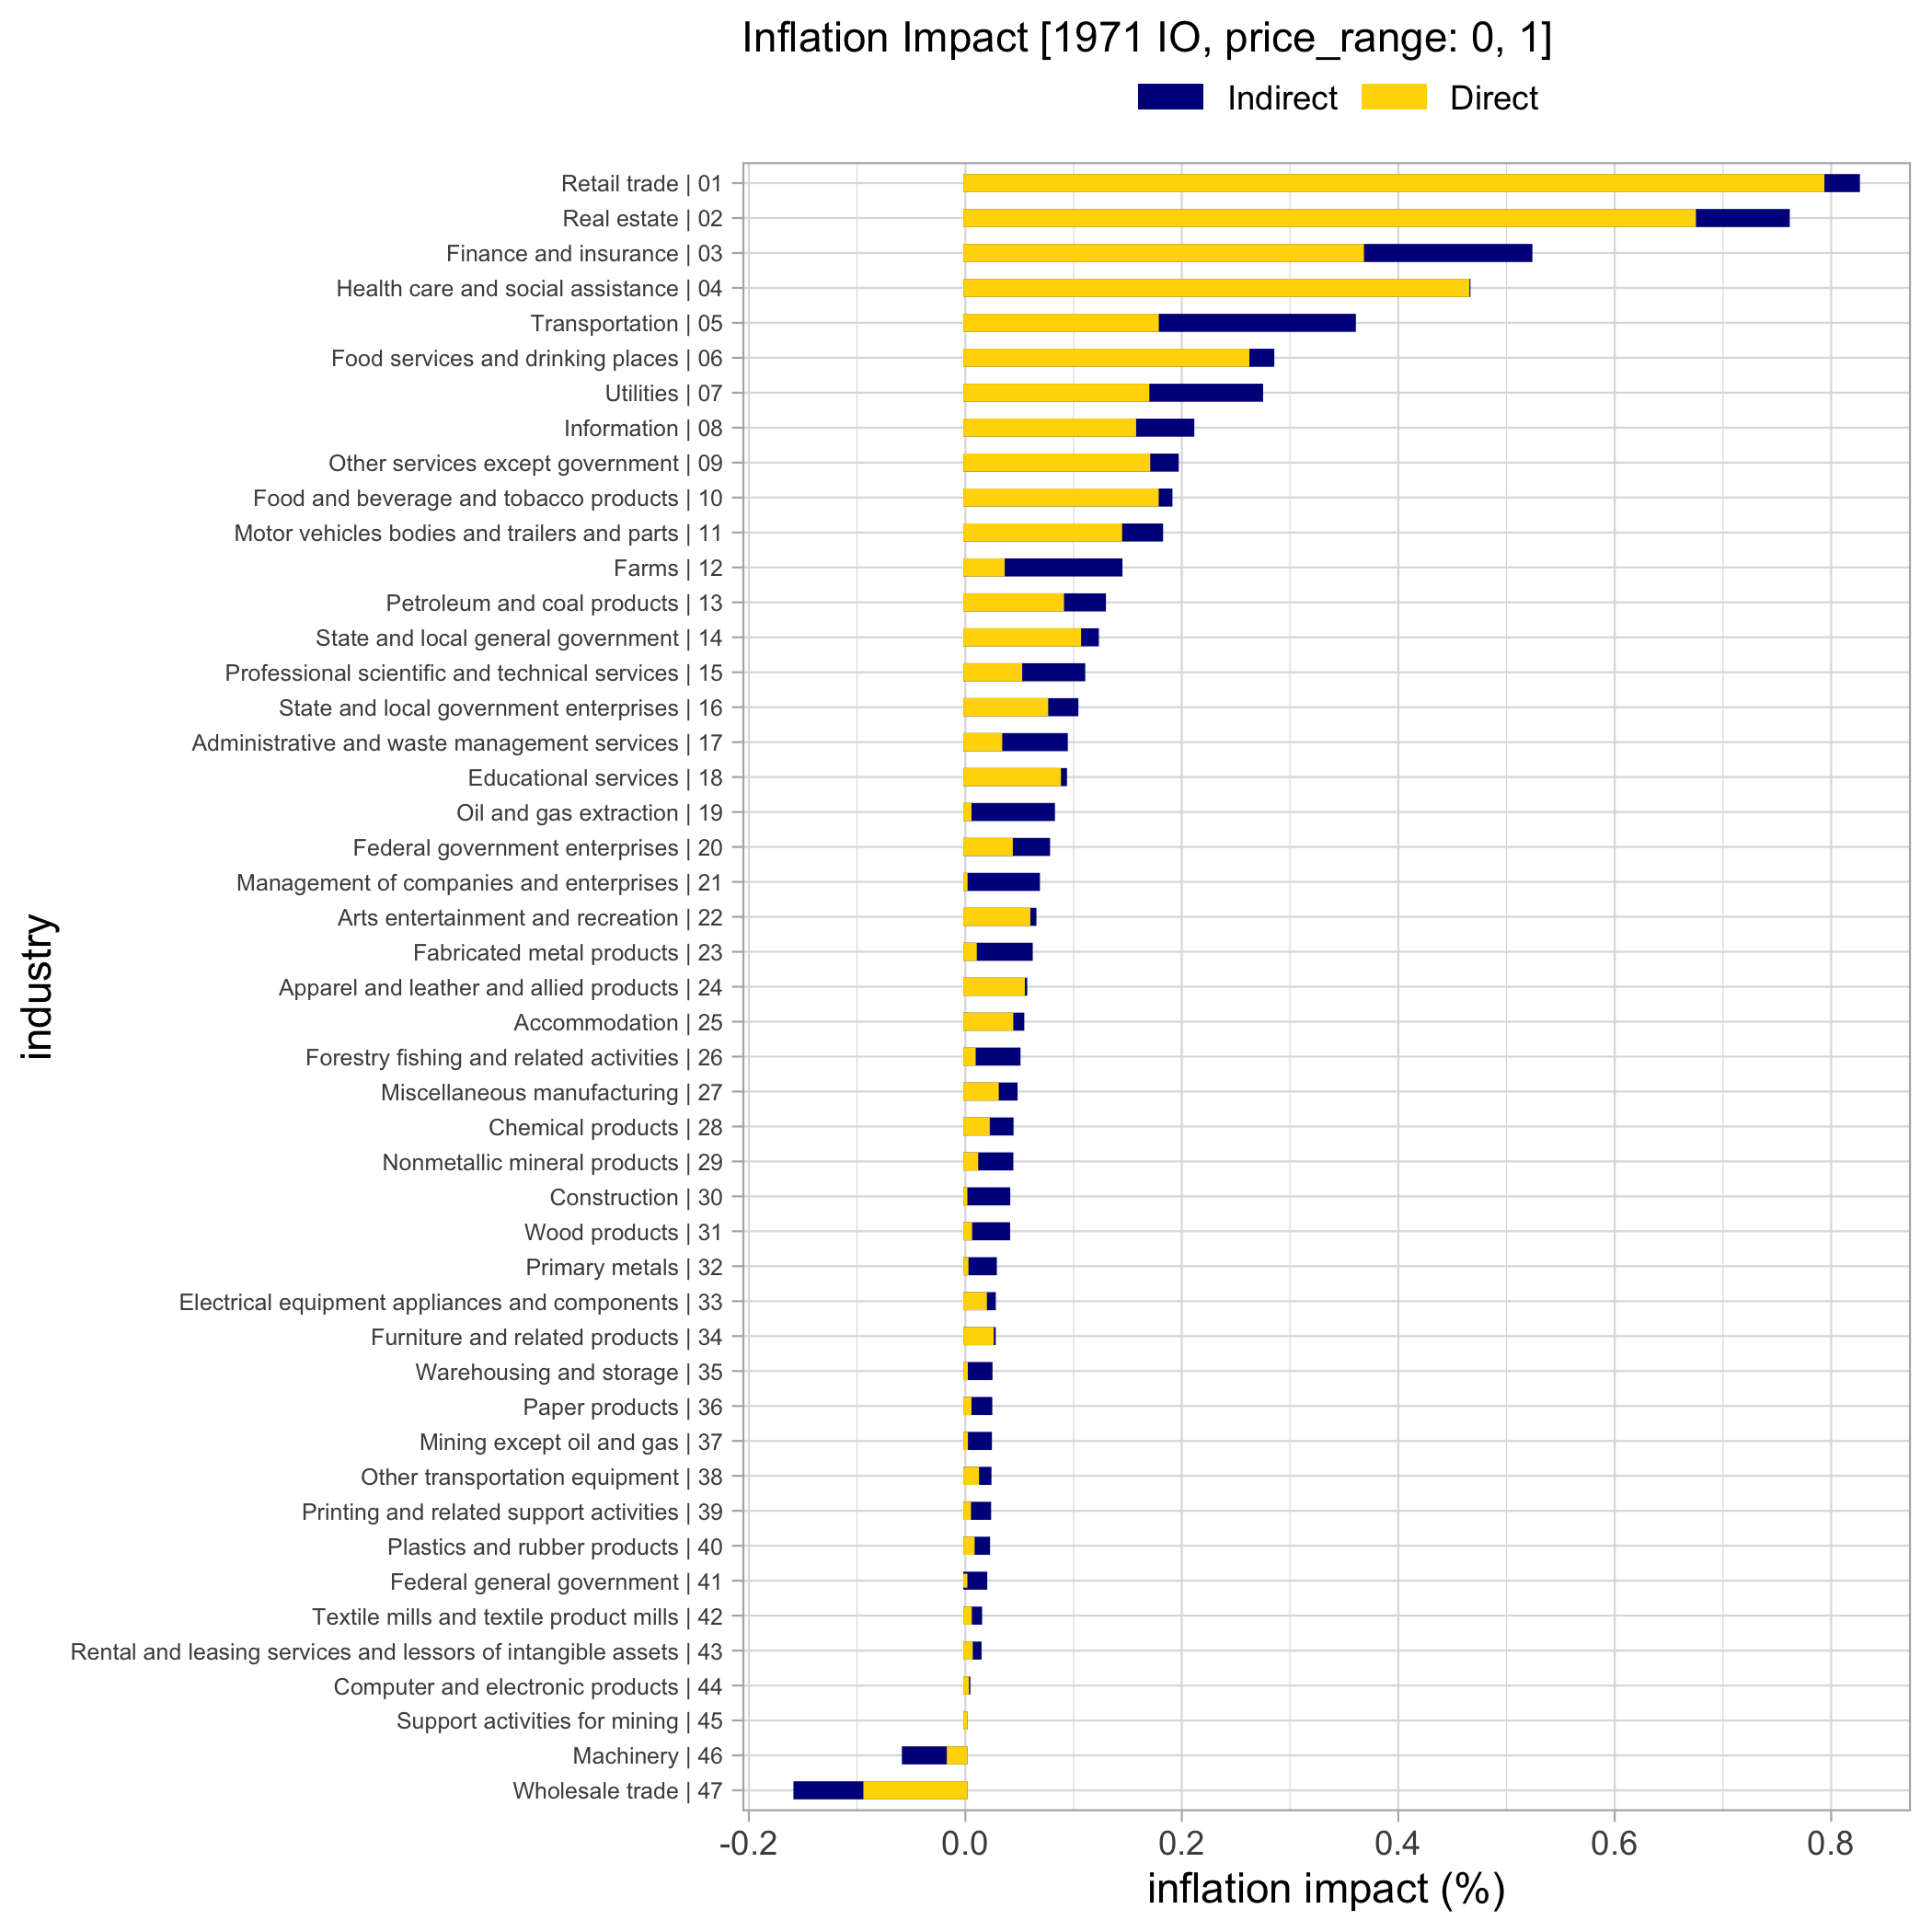 Inflation Impact [1971 IO, price_range: 0, 1]
Indirect
Direct
Retail trade | 01
Real estate | 02
Finance and insurance | 03
Health care and social assistance | 04
Transportation | 05
Food services and drinking places | 06
Utilities | 07
Information | 08
Other services except government | 09
Food and beverage and tobacco products | 10
Motor vehicles bodies and trailers and parts | 11
Farms | 12
Petroleum and coal products | 13
State and local general government | 14
Professional scientific and technical services | 15
State and local government enterprises | 16
Administrative and waste management services | 17
Educational services | 18
Oil and gas extraction | 19
Federal government enterprises | 20
Management of companies and enterprises | 21
Arts entertainment and recreation | 22
Fabricated metal products | 23
Apparel and leather and allied products | 24
Accommodation | 25
Forestry fishing and related activities | 26
Miscellaneous manufacturing | 27
Chemical products | 28
Nonmetallic mineral products | 29
Construction | 30
Wood products | 31
Primary metals | 32
Electrical equipment appliances and components | 33
Furniture and related products | 34
Warehousing and storage | 35
Paper products | 36
Mining except oil and gas | 37
Other transportation equipment | 38
Printing and related support activities | 39
Plastics and rubber products | 40
Federal general government | 41
Textile mills and textile product mills | 42
Rental and leasing services and lessors of intangible assets | 43
Computer and electronic products | 44
Support activities for mining | 45
Machinery | 46
Wholesale trade | 47
industry
-0.2 0.0 0.2 0.4 0.6 0.8
inflation impact (%)